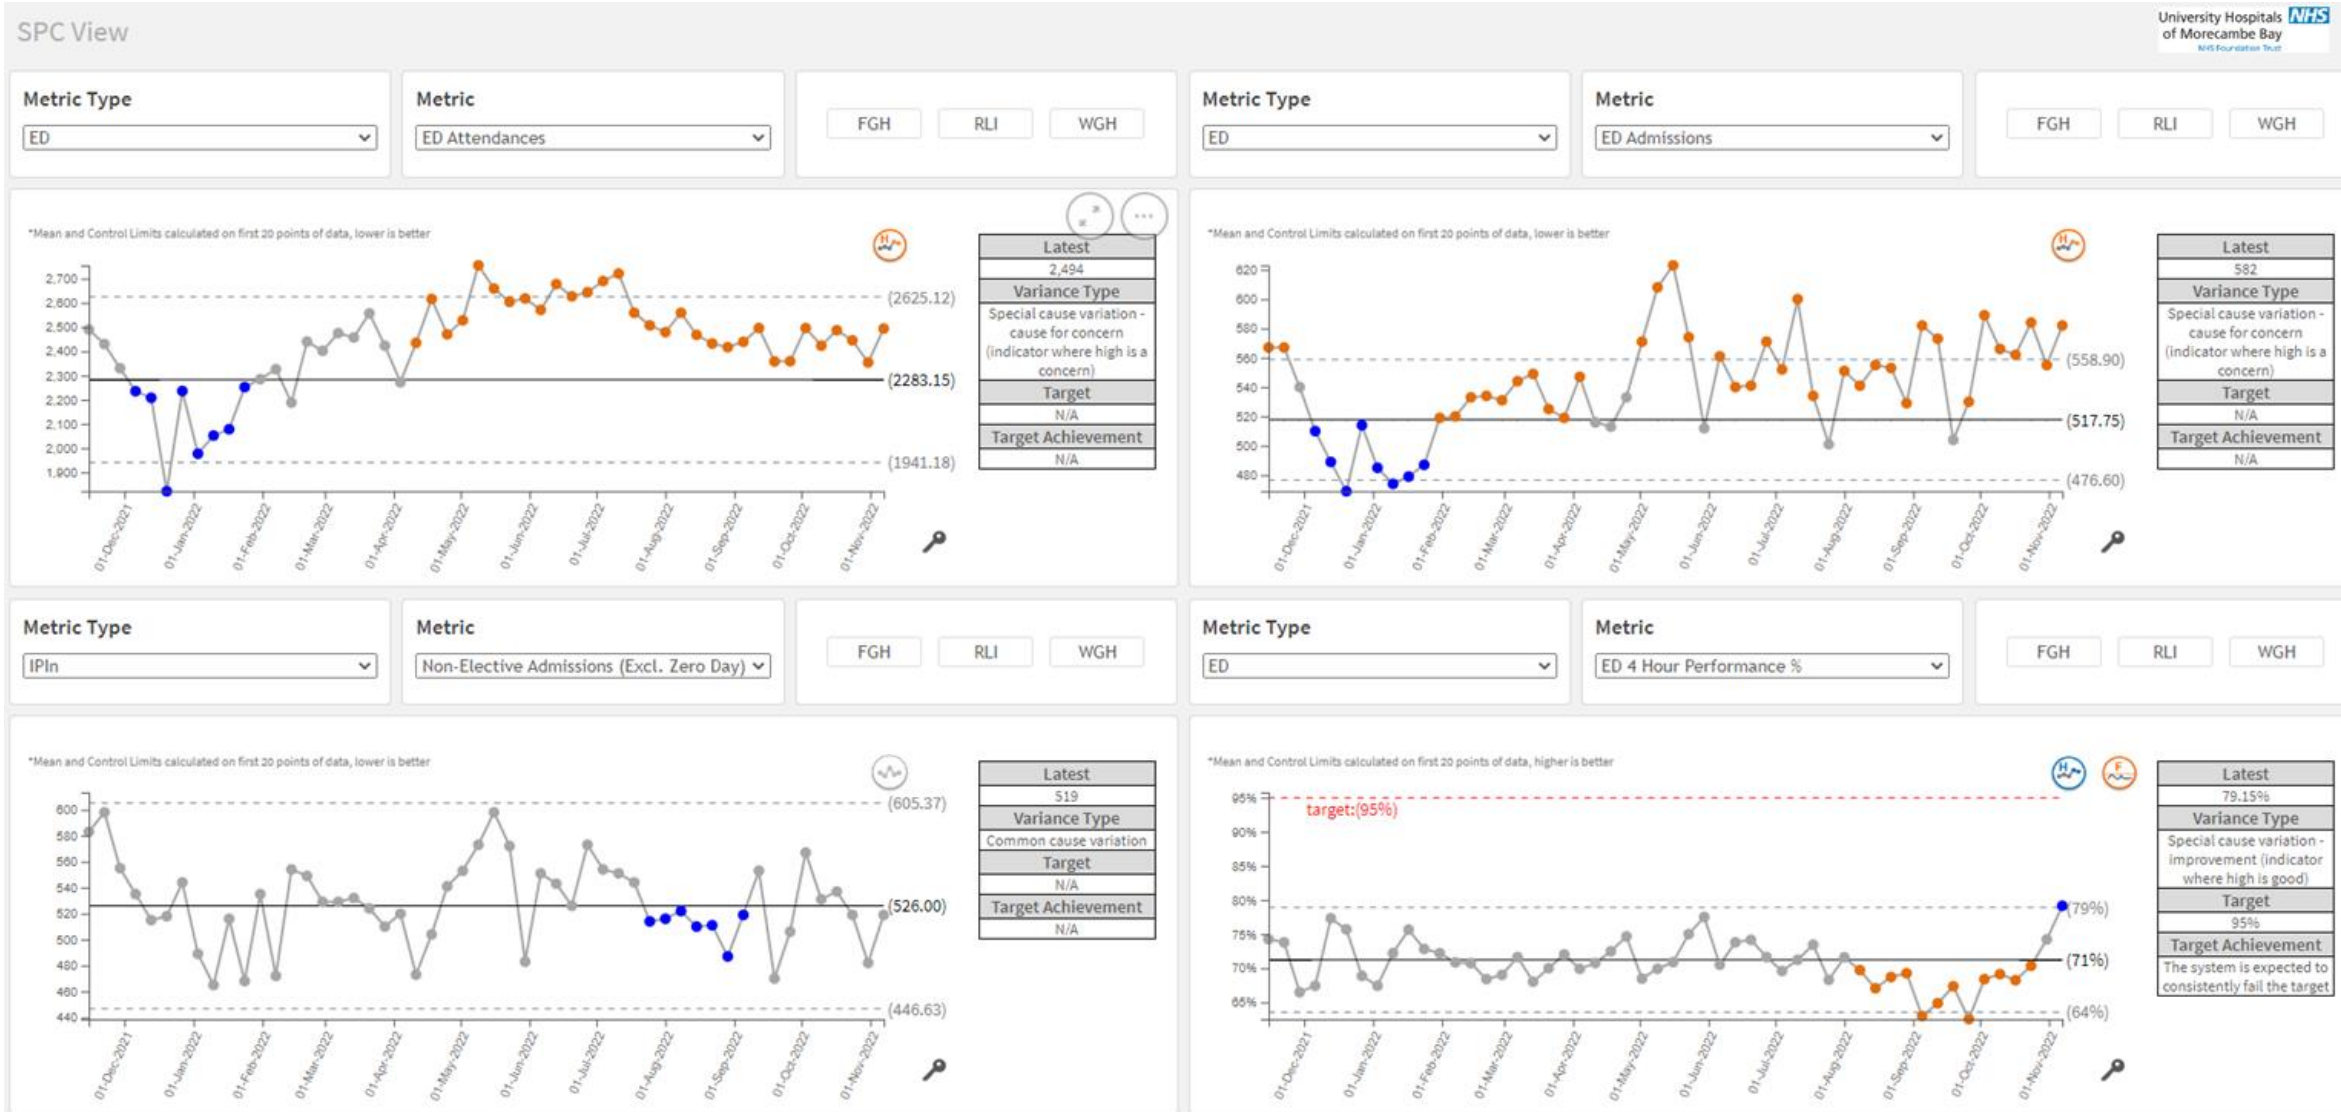 SPC View
University Hospitals NHS
of Morecambe Bay
NHS Foundation Trust
Metric Type
ED
Metric
ED Attendances
FGH
RLI
WGH
Metric Type
ED
Metric
ED Admissions
FGH
RLI
WGH
*Mean and Control Limits calculated on first 20 points of data, lower is better
H
2,700
2,600
2,500
2,400
2,300
2,200
2,100
2,000
1,900
(2625.12)
(2283.15)
(1941.18)
01-Dec-2021
01-Jan-2022
01-Feb-2022
01-Mar-2022
01-Apr-2022
01-May-2022
01-Jun-2022
01-Jul-2022
01-Aug-2022
01-Sep-2022
01-Oct-2022
01-Nov-2022
Latest
2,494
Variance Type
Special cause variation -
cause for concern
(indicator where high is a
concern)
Target
N/A
Target Achievement
N/A
*Mean and Control Limits calculated on first 20 points of data, lower is better
H
620
600
580
560
540
520
500
480
(558.90)
(517.75)
(476.60)
01-Dec-2021
01-Jan-2022
01-Feb-2022
01-Mar-2022
01-Apr-2022
01-May-2022
01-Jun-2022
01-Jul-2022
01-Aug-2022
01-Sep-2022
01-Oct-2022
01-Nov-2022
Latest
582
Variance Type
Special cause variation -
cause for concern
(indicator where high is a
concern)
Target
N/A
Target Achievement
N/A
Metric Type
IPIn
Metric
Non-Elective Admissions (Excl. Zero Day)
FGH
RLI
WGH
Metric Type
ED
Metric
ED 4 Hour Performance %
FGH
RLI
WGH
*Mean and Control Limits calculated on first 20 points of data, lower is better
600
580
560
540
520
500
480
460
440
(605.37)
(526.00)
(446.63)
01-Dec-2021
01-Jan-2022
01-Feb-2022
01-Mar-2022
01-Apr-2022
01-May-2022
01-Jun-2022
01-Jul-2022
01-Aug-2022
01-Sep-2022
01-Oct-2022
01-Nov-2022
Latest
519
Variance Type
Common cause variation
Target
N/A
Target Achievement
N/A
*Mean and Control Limits calculated on first 20 points of data, higher is better
H
F
95%
90%
85%
80%
75%
70%
65%
target:(95%)
(79%)
(71%)
(64%)
01-Dec-2021
01-Jan-2022
01-Feb-2022
01-Mar-2022
01-Apr-2022
01-May-2022
01-Jun-2022
01-Jul-2022
01-Aug-2022
01-Sep-2022
01-Oct-2022
01-Nov-2022
Latest
79.15%
Variance Type
Special cause variation -
improvement (indicator
where high is good)
Target
95%
Target Achievement
The system is expected to
consistently fail the target